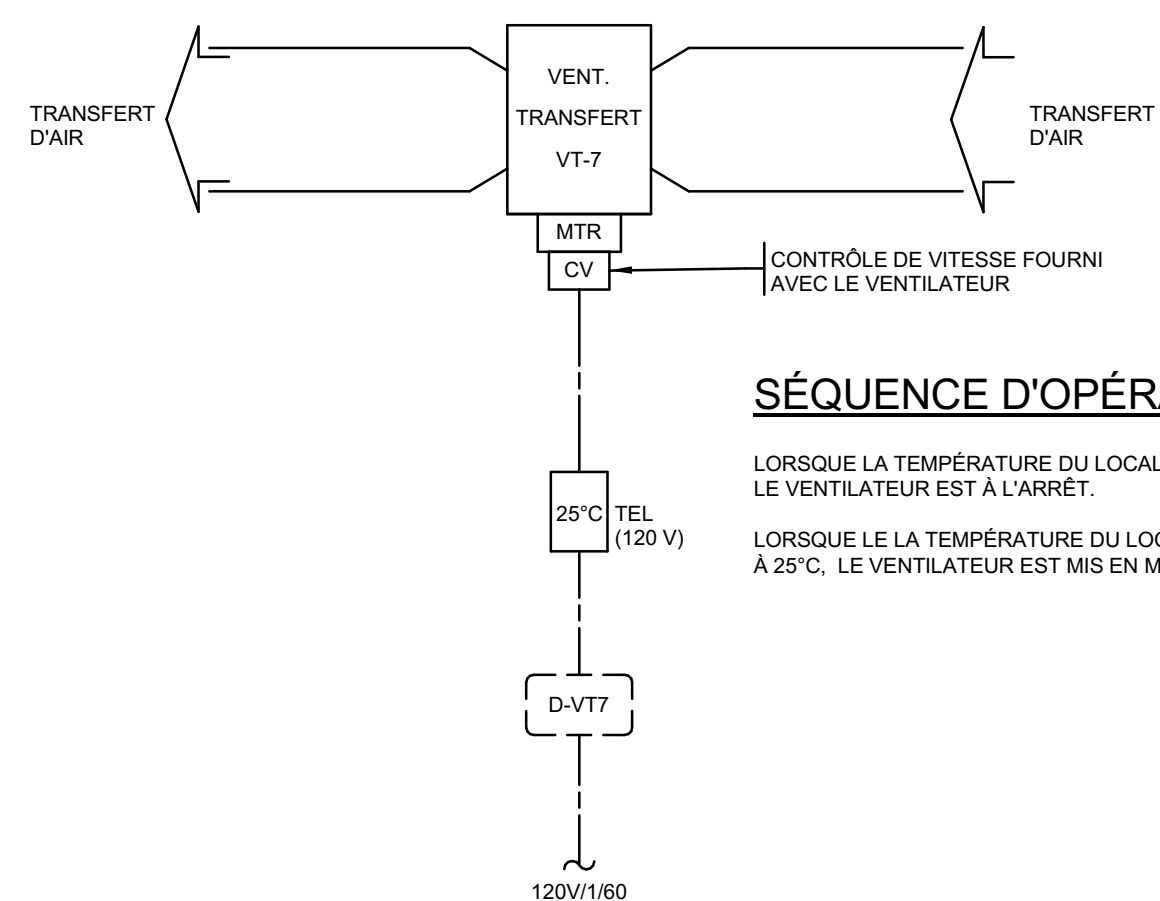 VENT.
TRANSFERT
VT-7
TRANSFERT
D'AIR
TRANSFERT
D'AIR
MTR
CV
CONTRÔLE DE VITESSE FOURNI
AVEC LE VENTILATEUR
SÉQUENCE D'OPÉRA
LORSQUE LA TEMPÉRATURE DU LOCAL
LE VENTILATEUR EST À L'ARRÊT.
25°C
TEL
(120 V)
LORSQUE LE LA TEMPÉRATURE DU LOC
À 25°C, LE VENTILATEUR EST MIS EN M
D-VT7
120V/1/60